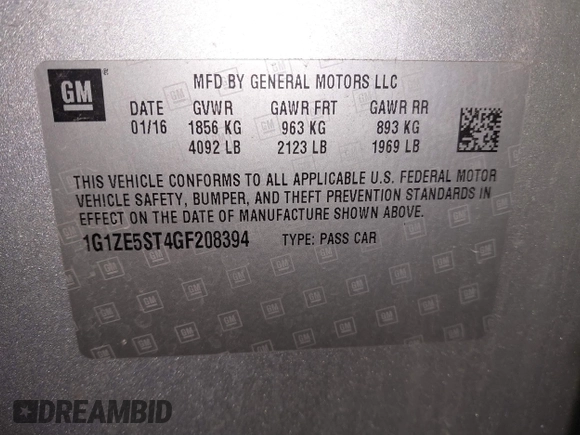 GM
MFD BY GENERAL MOTORS LLC
DATE GVWR GAWR FRT GAWR RR
01/16 1856 KG 963 KG 893 KG
4092 LB 2123 LB 1969 LB
THIS VEHICLE CONFORMS TO ALL APPLICABLE U.S. FEDERAL MOTOR
VEHICLE SAFETY, BUMPER, AND THEFT PREVENTION STANDARDS IN
EFFECT ON THE DATE OF MANUFACTURE SHOWN ABOVE.
1G1ZE5ST4GF208394 TYPE: PASS CAR
DREAMBID